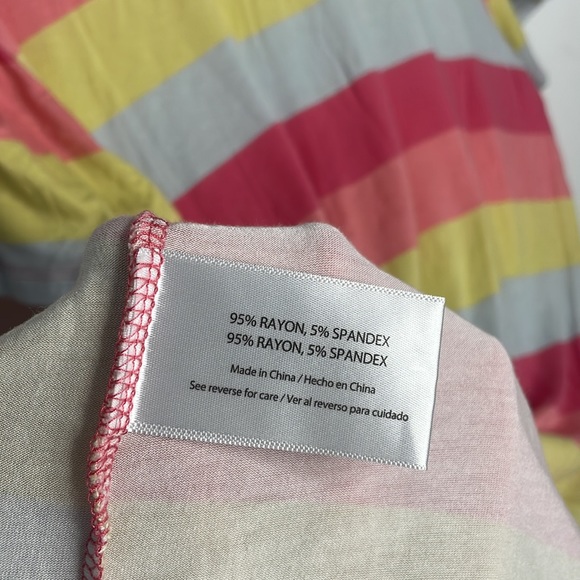 95% RAYON, 5% SPANDEX
95% RAYON, 5% SPANDEX
Made in China / Hecho en China
See reverse for care / Ver al reverso para cuidado